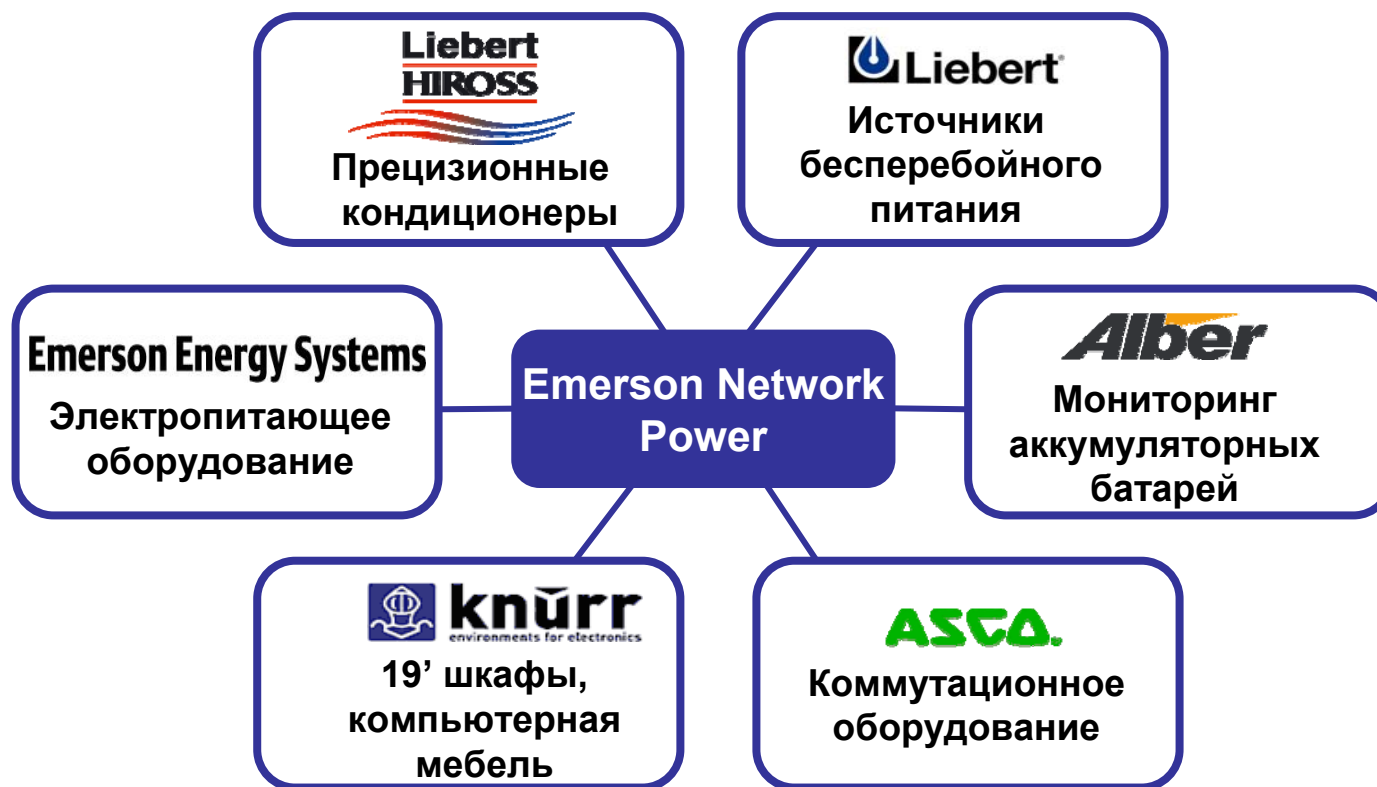 Liebert
HIROSS
Прецизионные
кондиционеры
Liebert®
Источники
бесперебойного
питания
Emerson Energy Systems
Электропитающее
оборудование
Emerson Network
Power
Alber
Мониторинг
аккумуляторных
батарей
knürr
environments for electronics
19’ шкафы,
компьютерная
мебель
ASCO.
Коммутационное
оборудование